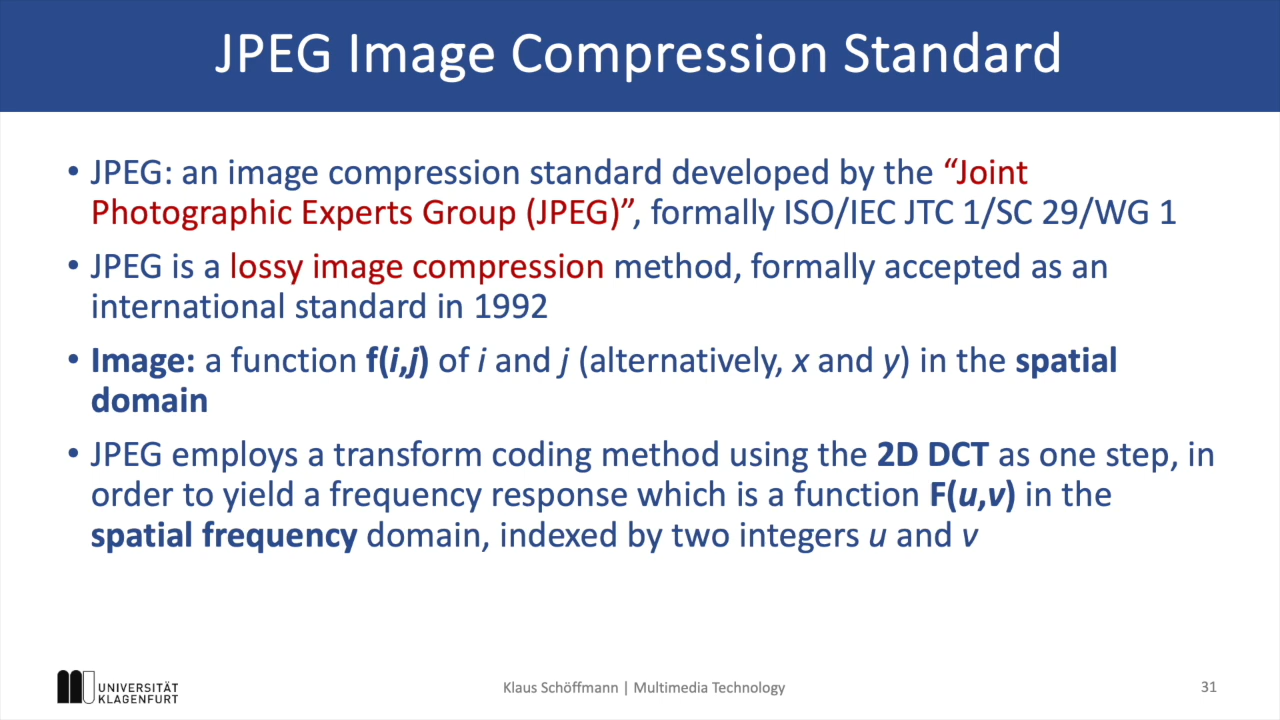 JPEG Image Compression Standard
• JPEG: an image compression standard developed by the “Joint
Photographic Experts Group (JPEG)”, formally ISO/IEC JTC 1/SC 29/WG 1
• JPEG is a lossy image compression method, formally accepted as an
international standard in 1992
• Image: a function f(i,j) of i and j (alternatively, x and y) in the spatial
domain
• JPEG employs a transform coding method using the 2D DCT as one step, in
order to yield a frequency response which is a function F(u,v) in the
spatial frequency domain, indexed by two integers u and v
UNIVERSITÄT
KLAGENFURT
Klaus Schöffmann | Multimedia Technology
31